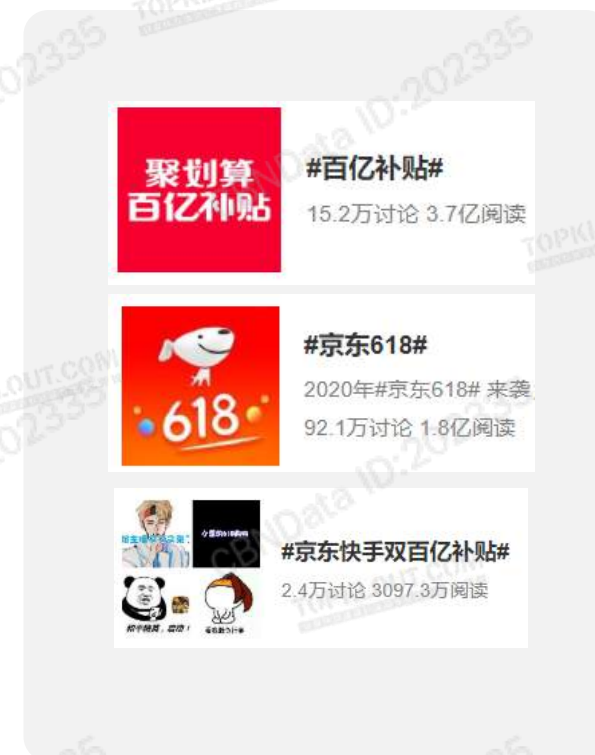 聚划算
百亿补贴
#百亿补贴#
15.2万讨论 3.7亿阅读
618
#京东618#
2020年#京东618# 来袲
92.1万讨论 1.8亿阅读
#京东快手双百亿补贴#
2.4万讨论 3097.3万阅读
CBNData ID:202335